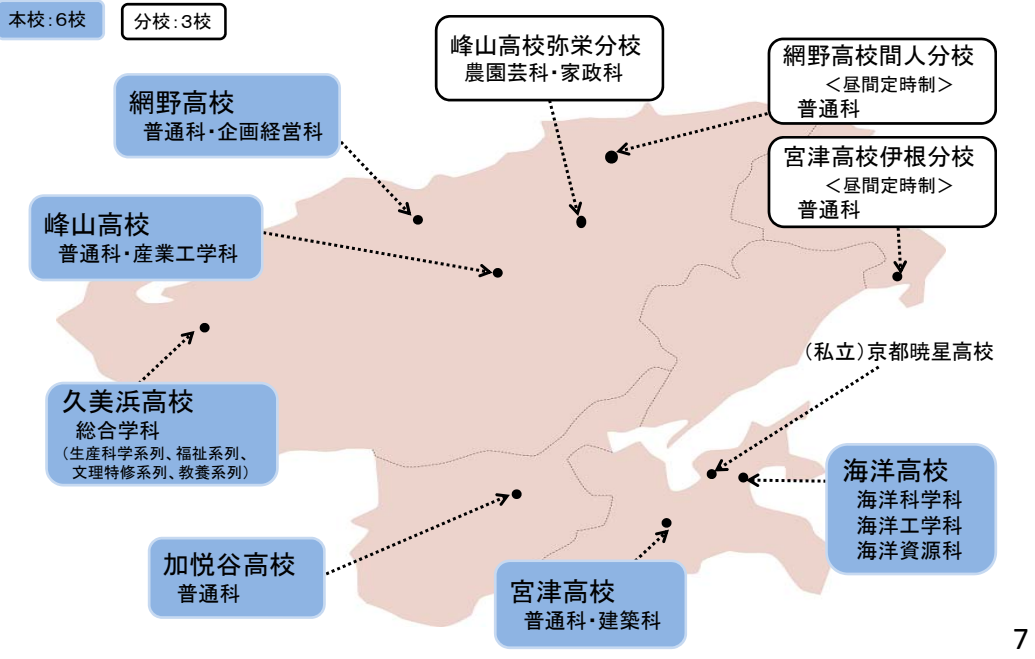 本校:6校
分校:3校
峰山高校弥栄分校
農園芸科・家政科
網野高校間人分校
<昼間定時制>
普通科
網野高校
普通科・企画経営科
宮津高校伊根分校
<昼間定時制>
普通科
峰山高校
普通科・産業工学科
(私立)京都暁星高校
久美浜高校
総合学科
(生産科学系列、福祉系列、
文理特修系列、教養系列)
海洋高校
海洋科学科
海洋工学科
海洋資源科
加悦谷高校
普通科
宮津高校
普通科・建築科
7